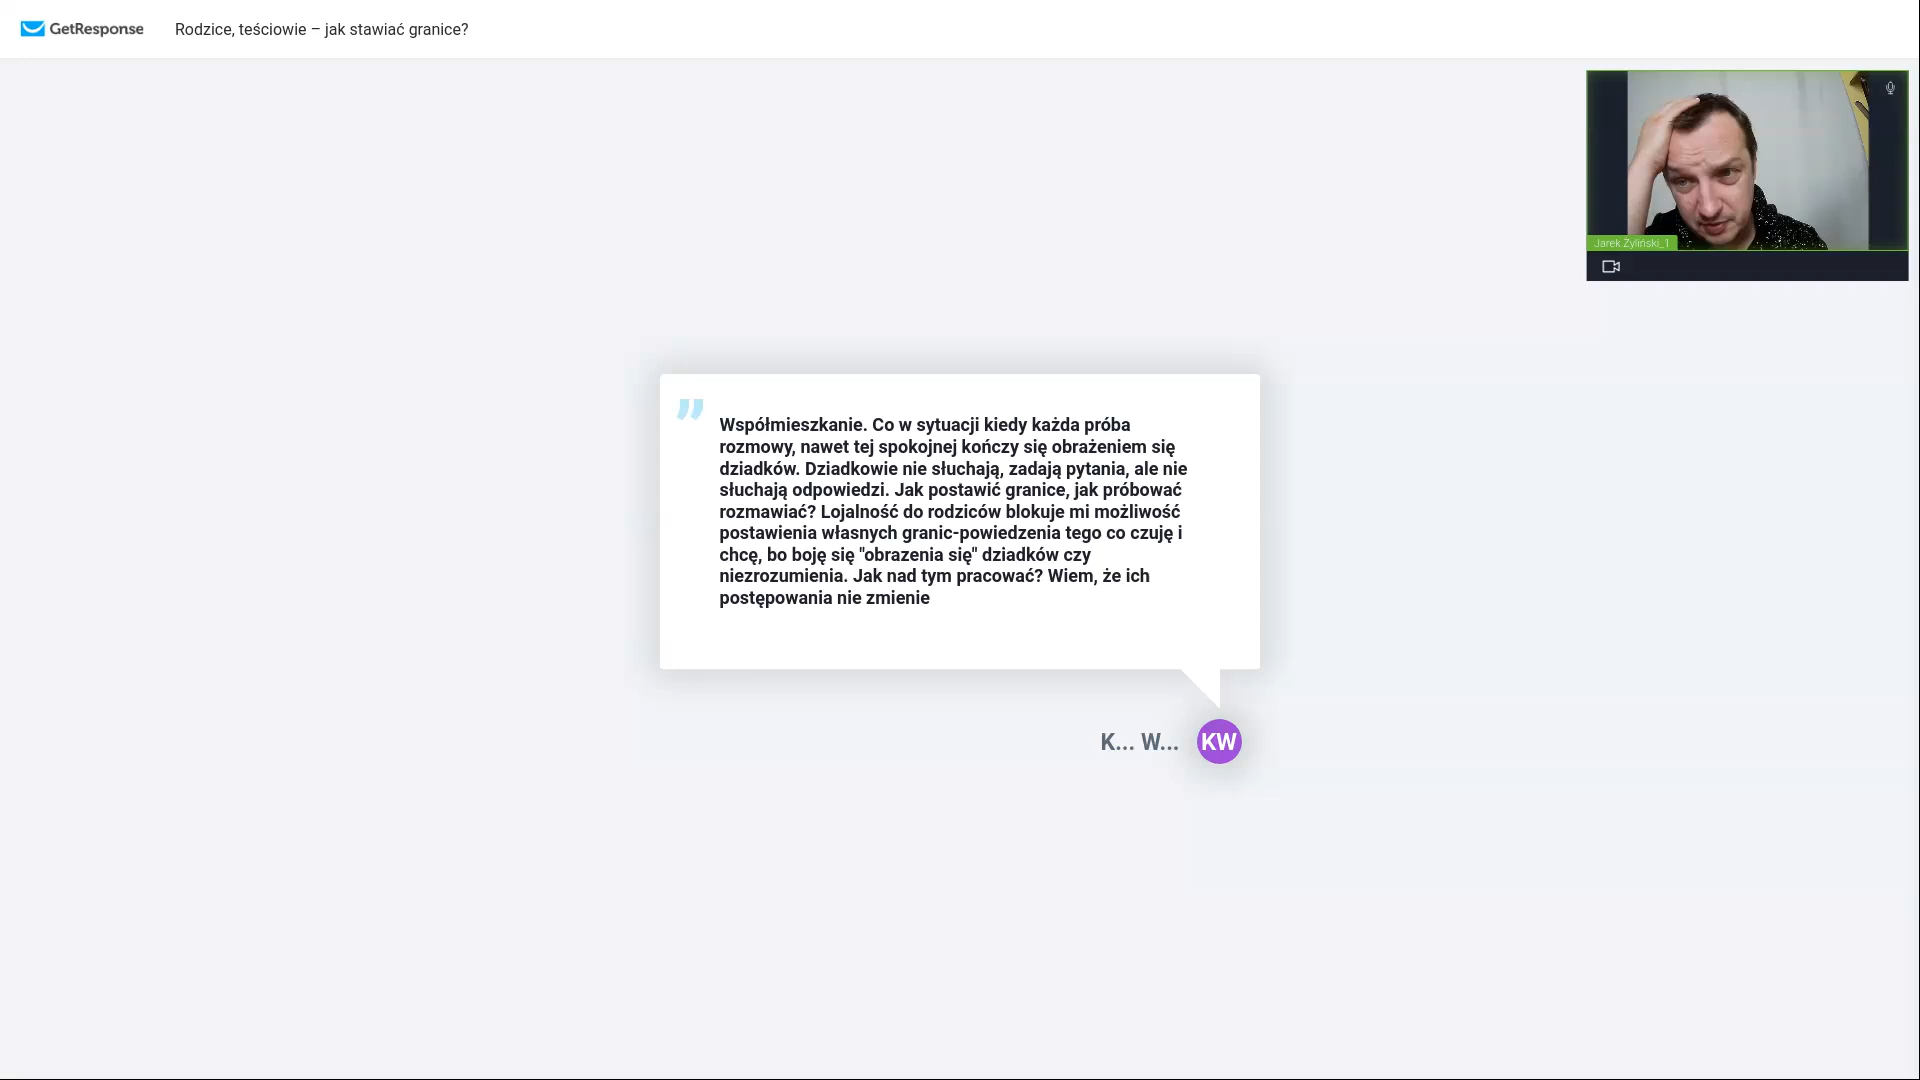 GetResponse
Rodzice, teściowie – jak stawiać granice?
Jarek Żyliński_1
Współmieszkanie. Co w sytuacji kiedy każda próba
rozmowy, nawet tej spokojnej kończy się obrażeniem się
dziadków. Dziadkowie nie słuchają, zadają pytania, ale nie
słuchają odpowiedzi. Jak postawić granice, jak próbować
rozmawiać? Lojalność do rodziców blokuje mi możliwość
postawienia własnych granic-powiedzenia tego co czuję i
chcę, bo boję się "obrazenia się" dziadków czy
niezrozumienia. Jak nad tym pracować? Wiem, że ich
postępowania nie zmienie
K... W...
KW